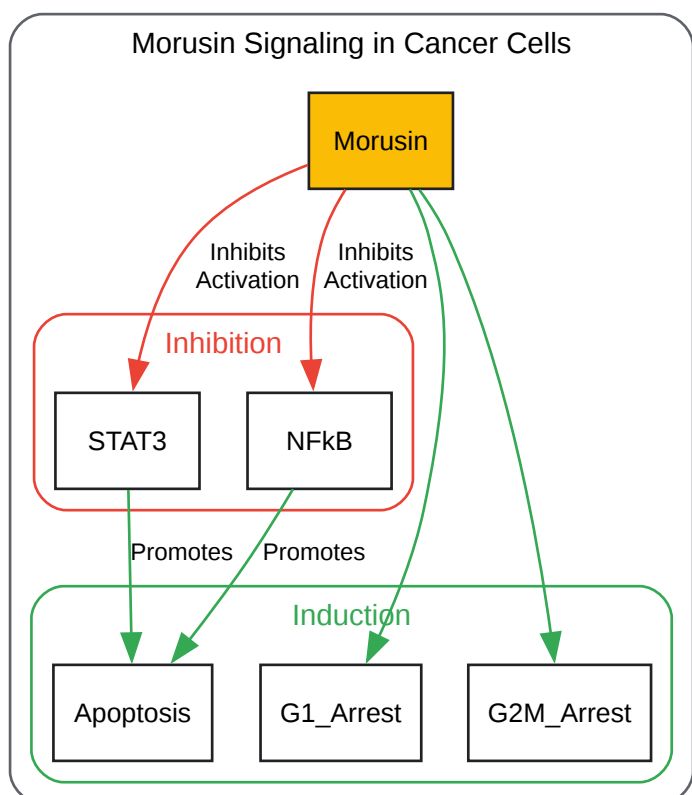 Morusin Signaling in Cancer Cells
Morusin
Inhibits
Activation
Inhibits
Activation
Inhibition
STAT3
NFkB
Promotes
Promotes
Induction
Apoptosis
G1_Arrest
G2M_Arrest